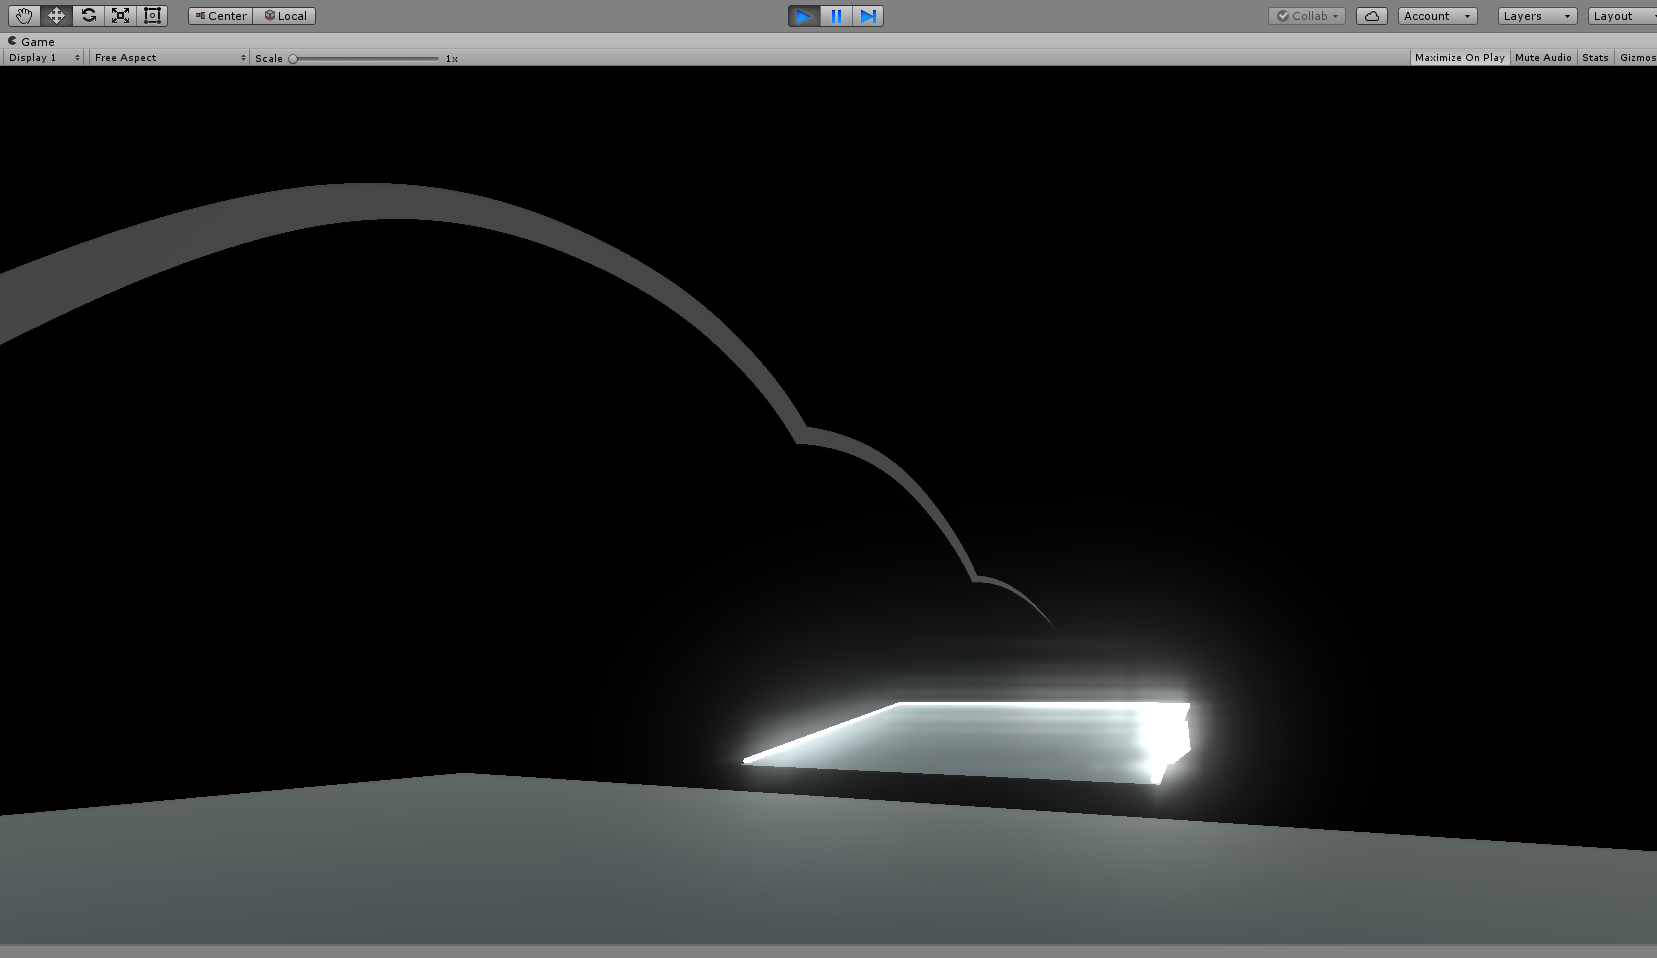 Center Local Collab Account Layers Layout
Game
Display 1 Free Aspect Scale 1x Maximize On Play Mute Audio Stats Gizmos